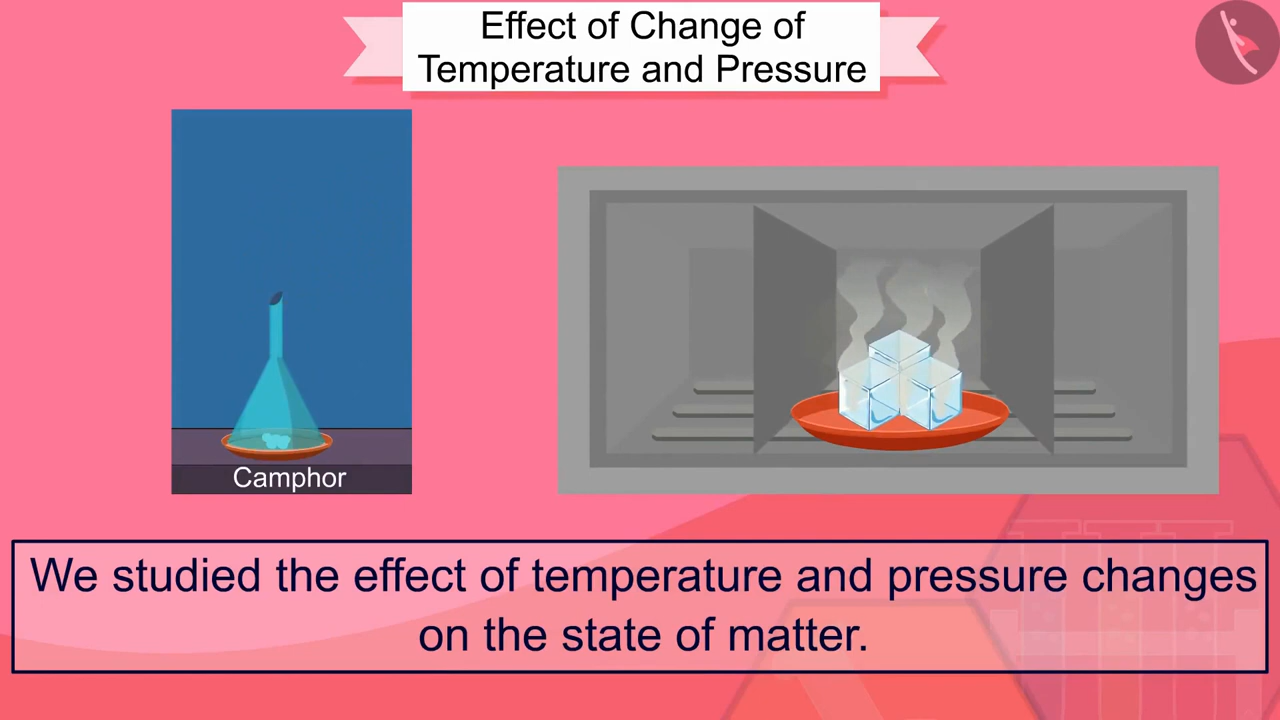 Effect of Change of
Temperature and Pressure
Camphor
We studied the effect of temperature and pressure changes
on the state of matter.